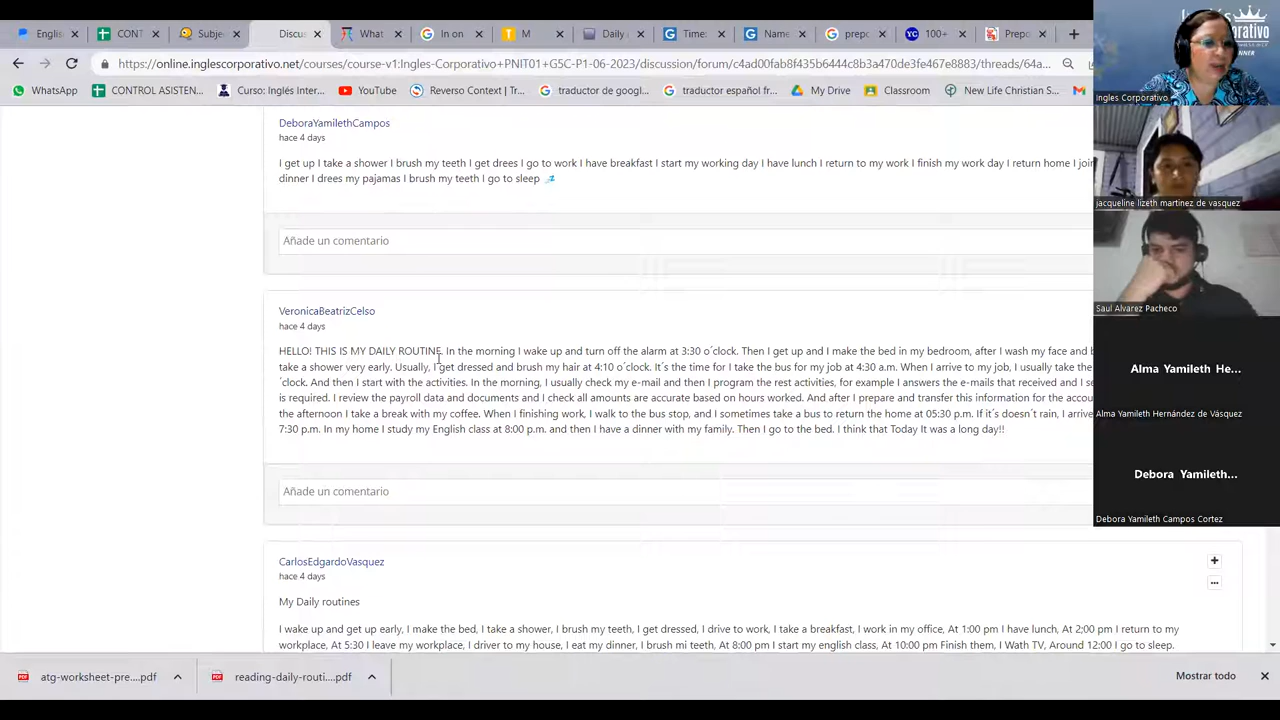 English
CONT
Subjec
Discus
What
In on
M
Daily
Time:
Name
prepo
100+
Prepo
https://online.inglescorporativo.net/courses/course-v1:Ingles-Corporativo+PNIT01+G5C-P1-06-2023/discussion/forum/c4ad00fab8f435b6444c8b3a470de3fe467e8883/threads/64a...
WhatsApp
CONTROL ASISTEN...
Curso: Inglés Inter...
YouTube
Reverso Context | Tr...
traductor de googl...
traductor español fr...
My Drive
Classroom
New Life Christian S...
DeboraYamilethCampos
hace 4 days
I get up I take a shower I brush my teeth I get drees I go to work I have breakfast I start my working day I have lunch I return to my work I finish my work day I return home I join
dinner I drees my pajamas I brush my teeth I go to sleep
Añade un comentario
VeronicaBeatrizCelso
hace 4 days
HELLO! THIS IS MY DAILY ROUTINE. In the morning I wake up and turn off the alarm at 3:30 o´clock. Then I get up and I make the bed in my bedroom, after I wash my face and b
take a shower very early. Usually, I get dressed and brush my hair at 4:10 o´clock. It´s the time for I take the bus for my job at 4:30 a.m. When I arrive to my job, I usually take the
´clock. And then I start with the activities. In the morning, I usually check my e-mail and then I program the rest activities, for example I answers the e-mails that received and I se
is required. I review the payroll data and documents and I check all amounts are accurate based on hours worked. And after I prepare and transfer this information for the accou
the afternoon I take a break with my coffee. When I finishing work, I walk to the bus stop, and I sometimes take a bus to return the home at 05:30 p.m. If it´s doesn´t rain, I arrive
7:30 p.m. In my home I study my English class at 8:00 p.m. and then I have a dinner with my family. Then I go to the bed. I think that Today It was a long day!!
Añade un comentario
CarlosEdgardoVasquez
hace 4 days
My Daily routines
I wake up and get up early, I make the bed, I take a shower, I brush my teeth, I get dressed, I drive to work, I take a breakfast, I work in my office, At 1:00 pm I have lunch, At 2:00 pm I return to my
workplace, At 5:30 I leave my workplace, I driver to my house, I eat my dinner, I brush mi teeth, At 8:00 pm I start my english class, At 10:00 pm Finish them, I Wath TV, Around 12:00 I go to sleep.
atg-worksheet-pre....pdf
reading-daily-routi....pdf
Mostrar todo
Ingles Corporativo
jacqueline lizeth martinez de vasquez
Saul Alvarez Pacheco
Alma Yamileth He...
Alma Yamileth Hernández de Vásquez
Debora Yamileth...
Debora Yamileth Campos Cortez